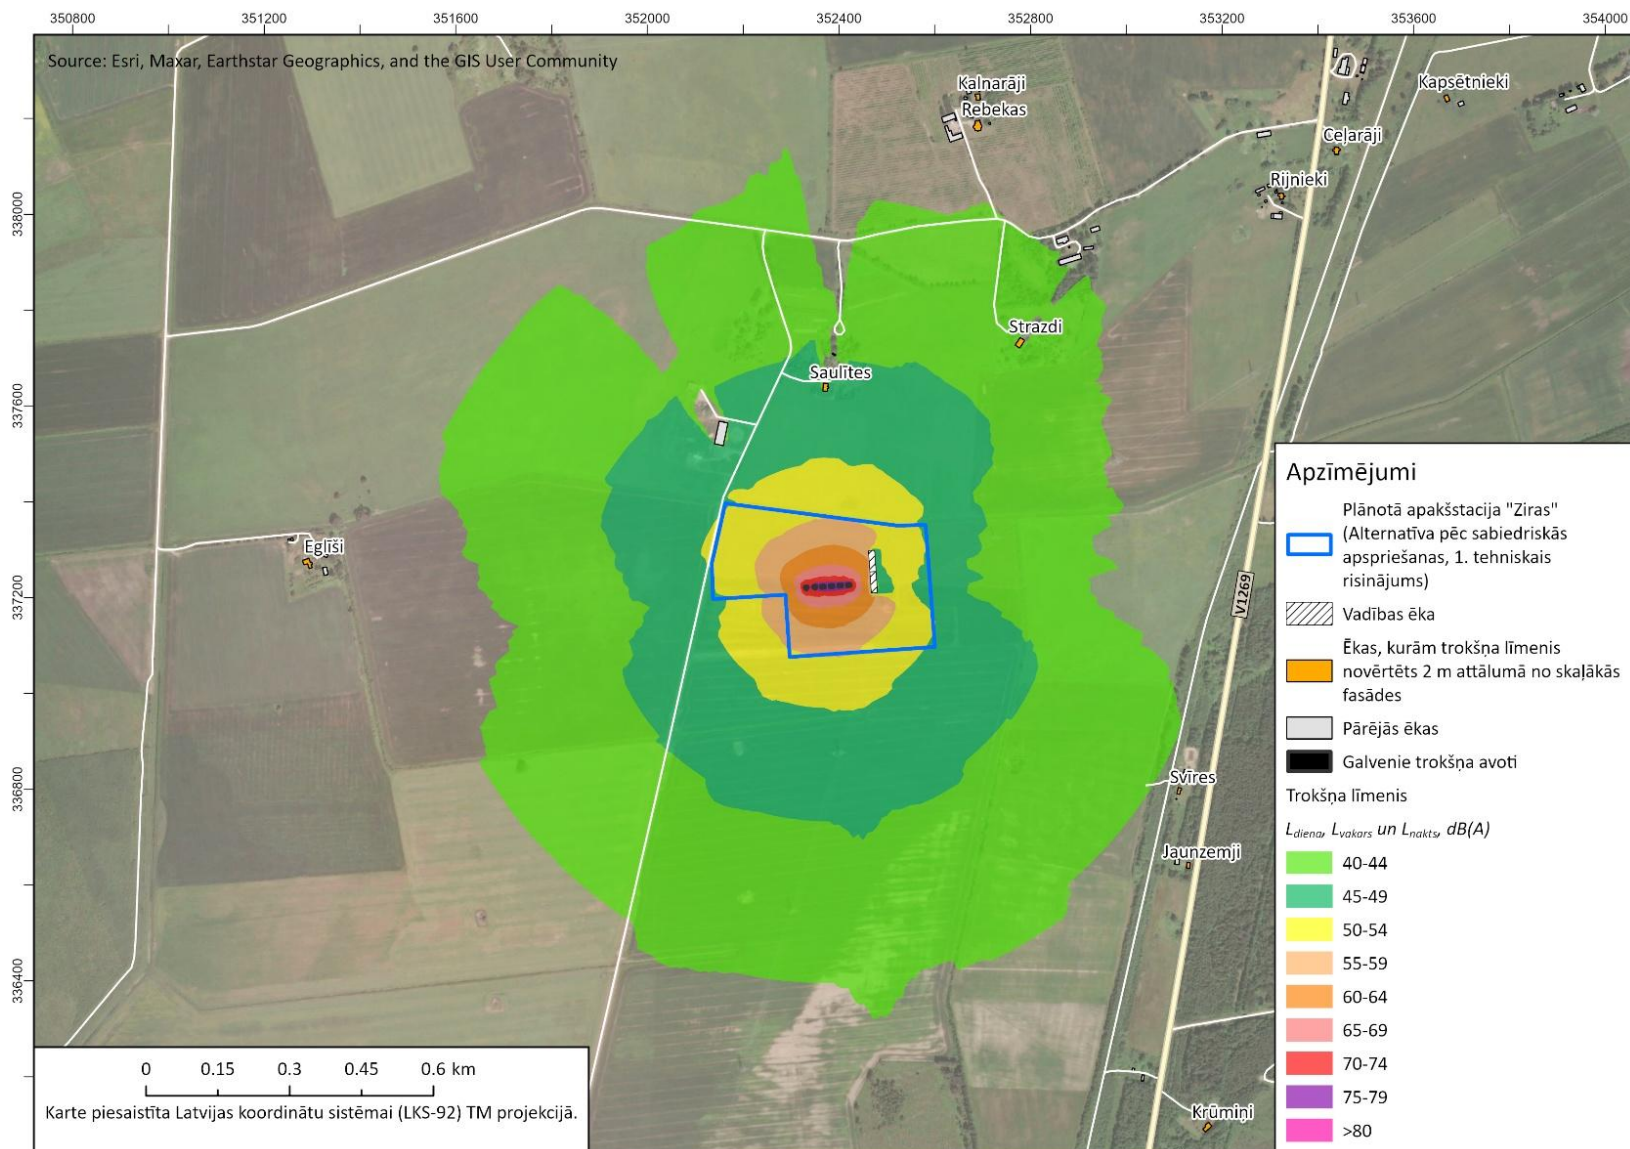 350800 351200 351600 352000 352400 352800 353200 353600 354000
Source: Esri, Maxar, Earthstar Geographics, and the GIS User Community
Kalnarāji
Rebekas
Kapsētnieki
Ceļarāji
Rijnieki
338000
Strazdi
Saulītes
337600
Eglīši
337200
V1269
336800
Svīres
Jaunzemji
336400
Krūmiņi
Apzīmējumi
Plānotā apakšstacija "Ziras"
(Alternatīva pēc sabiedriskās
apspriešanas, 1. tehniskais
risinājums)
Vadības ēka
Ēkas, kurām trokšņa līmenis
novērtēts 2 m attālumā no skaļākās
fasādes
Pārējās ēkas
Galvenie trokšņa avoti
Trokšņa līmenis
Ldiena, Lvakars un Lnakts, dB(A)
40-44
45-49
50-54
55-59
60-64
65-69
70-74
75-79
>80
0 0.15 0.3 0.45 0.6 km
Karte piesaistīta Latvijas koordinātu sistēmai (LKS-92) TM projekcijā.